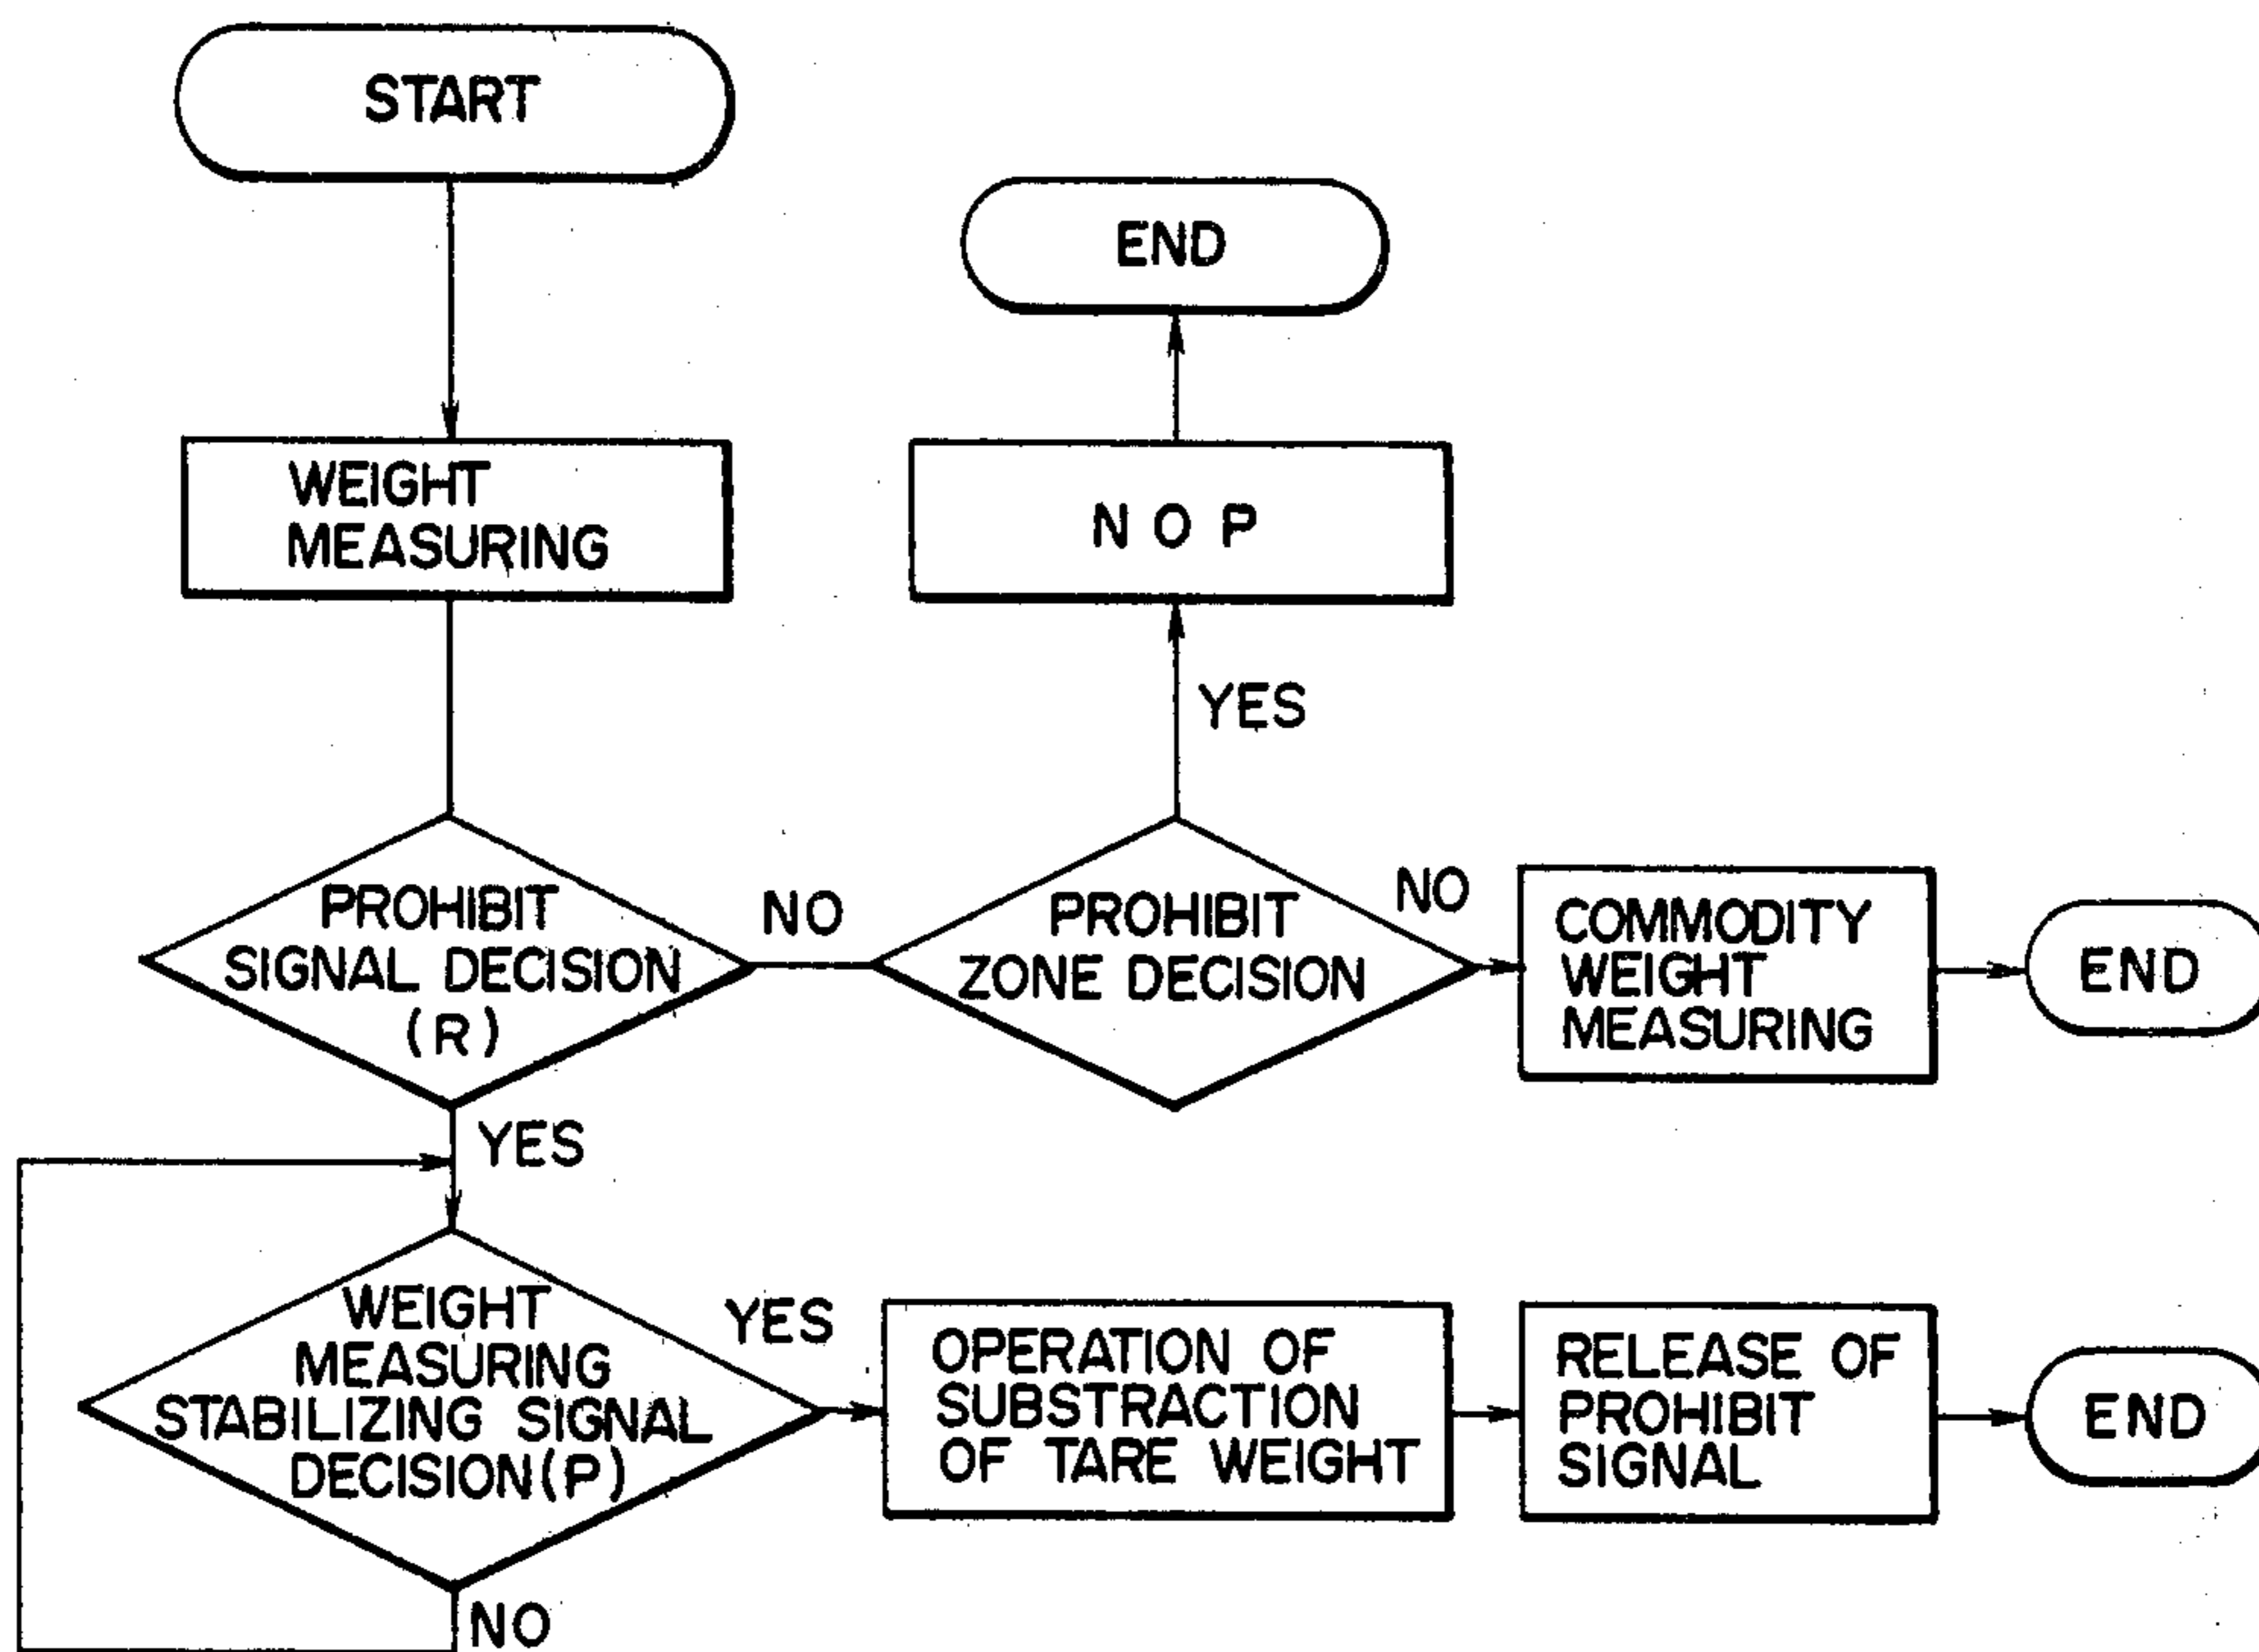 START
END
WEIGHT
MEASURING
N O P
YES
PROHIBIT
SIGNAL DECISION
(R)
NO
PROHIBIT
ZONE DECISION
NO
COMMODITY
WEIGHT
MEASURING
END
YES
WEIGHT
MEASURING
STABILIZING SIGNAL
DECISION(P)
YES
OPERATION OF
SUBSTRACTION
OF TARE WEIGHT
RELEASE OF
PROHIBIT
SIGNAL
END
NO